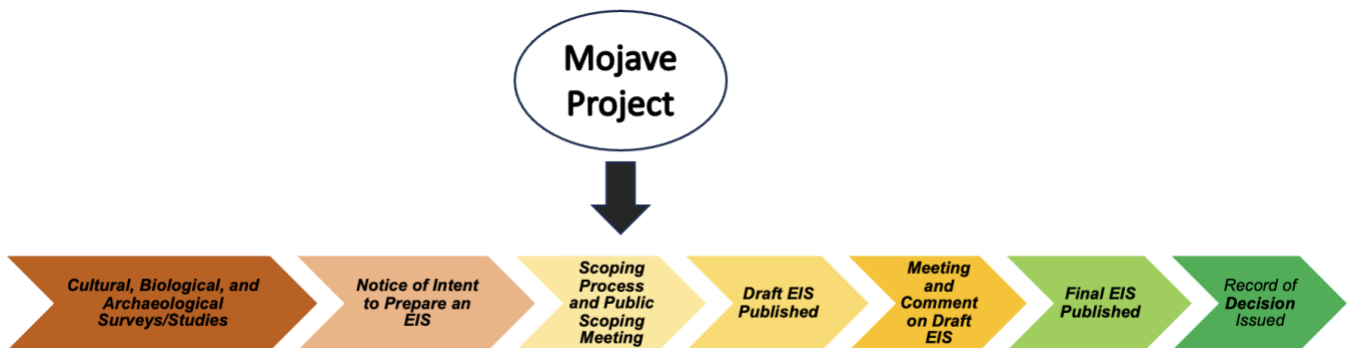 Mojave
Project
Cultural, Biological, and
Archaeological
Surveys/Studies
Notice of Intent
to Prepare an
EIS
Scoping
Process
and Public
Scoping
Meeting
Draft EIS
Published
Meeting
and
Comment
on Draft
EIS
Final EIS
Published
Record of
Decision
Issued